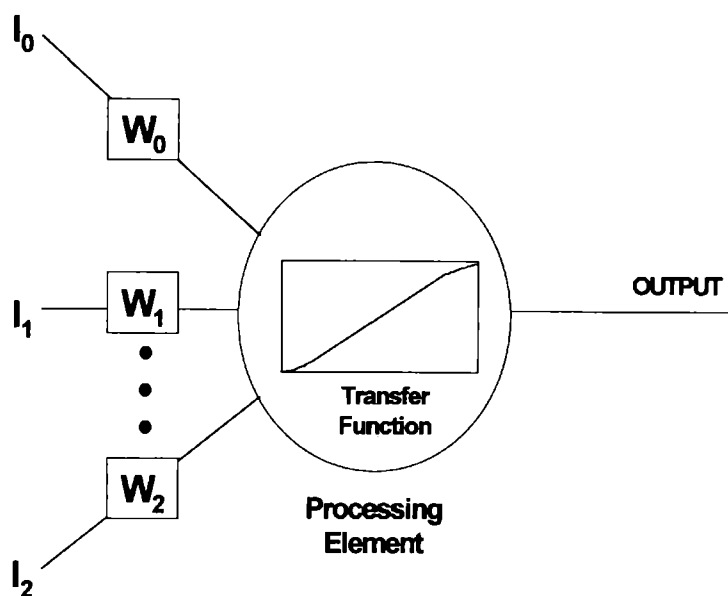 I₀
W₀
I₁
W₁
OUTPUT
Transfer
Function
W₂
Processing
Element
I₂